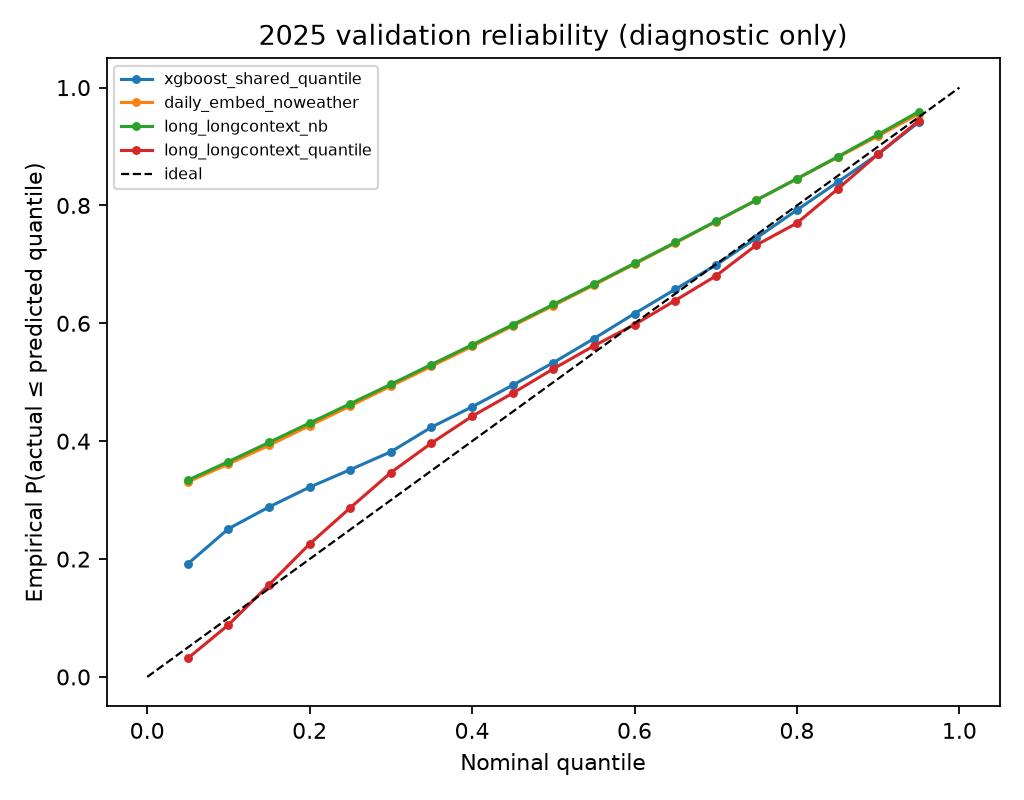 2025 validation reliability (diagnostic only)
xgboost_shared_quantile
daily_embed_noweather
long_longcontext_nb
long_longcontext_quantile
ideal
Empirical P(actual ≤ predicted quantile)
1.0
0.8
0.6
0.4
0.2
0.0
0.0 0.2 0.4 0.6 0.8 1.0
Nominal quantile